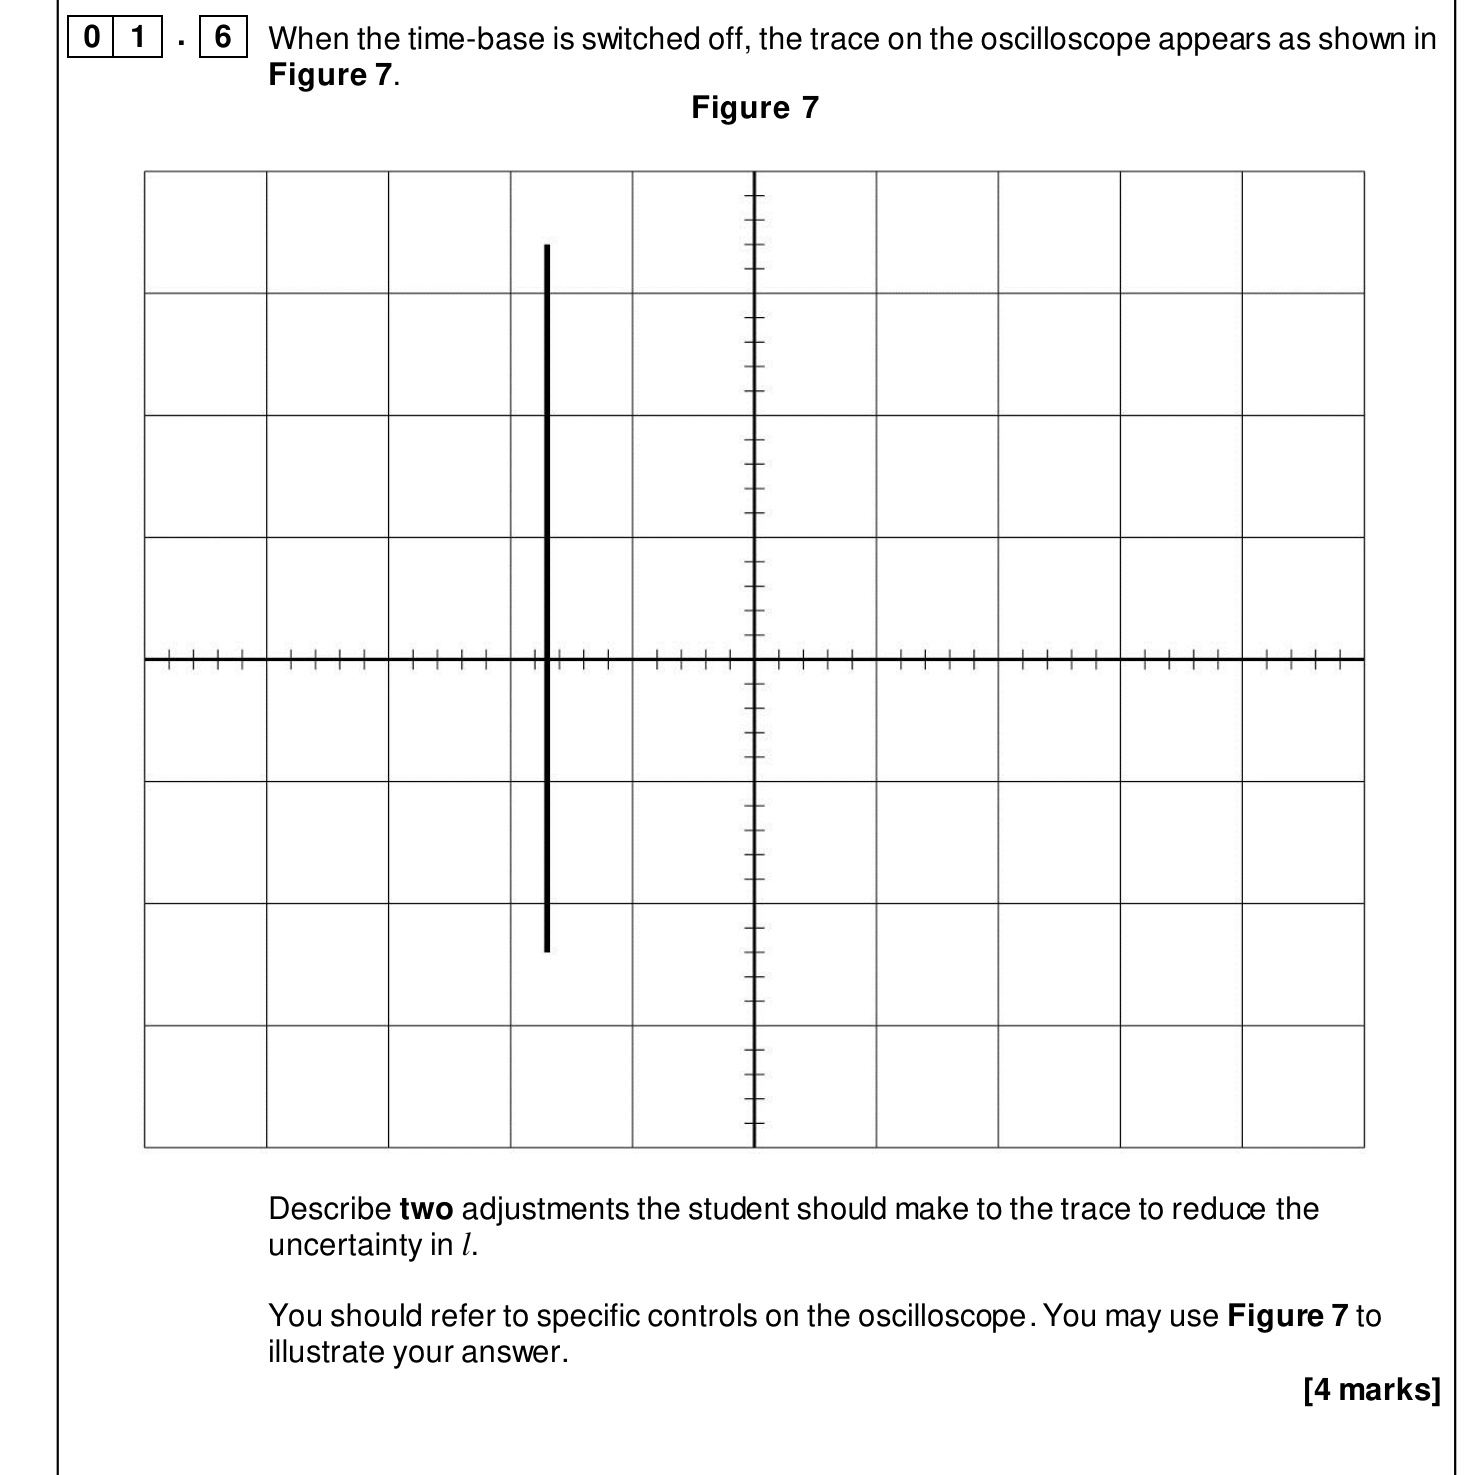 0 1 . 6 When the time-base is switched off, the trace on the oscilloscope appears as shown in
Figure 7.
Figure 7
Describe two adjustments the student should make to the trace to reduce the
uncertainty in l.
You should refer to specific controls on the oscilloscope. You may use Figure 7 to
illustrate your answer.
[4 marks]